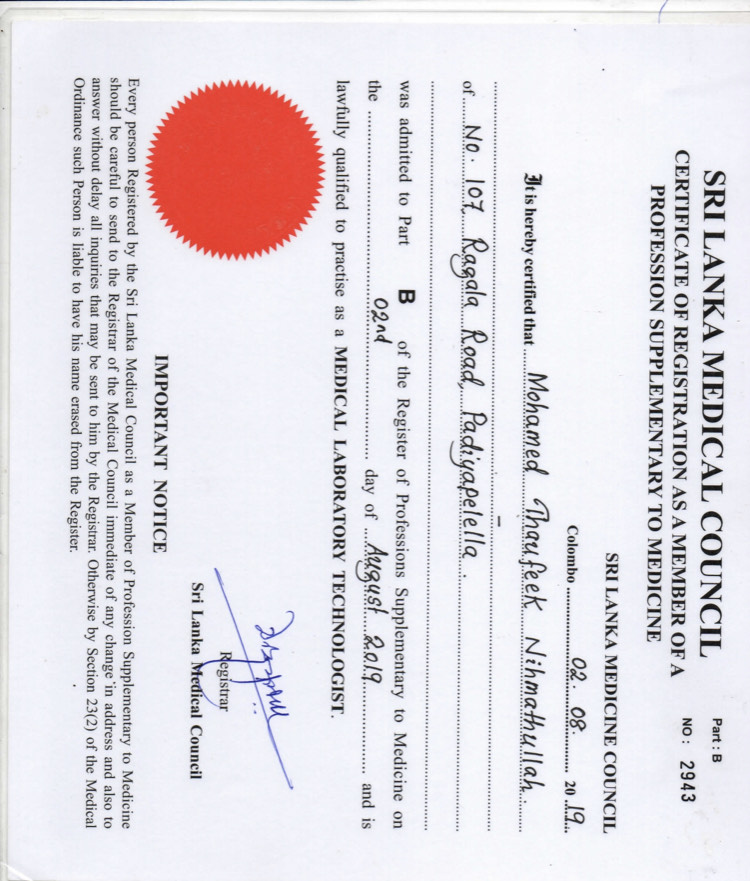 SRI LANKA MEDICAL COUNCIL
CERTIFICATE OF REGISTRATION AS A MEMBER OF A
PROFESSION SUPPLEMENTARY TO MEDICINE
Part : B
NO : 2943
SRI LANKA MEDICINE COUNCIL
Colombo 02. 08. 2019
It is hereby certified that Mohamed Thaufeek Nihmathullah.
of No. 107, Ragala Road, Padiyapelella.
was admitted to Part B of the Register of Professions Supplementary to Medicine on
the 02nd day of August 2019 and is
lawfully qualified to practise as a MEDICAL LABORATORY TECHNOLOGIST.
Registrar
Sri Lanka Medical Council
IMPORTANT NOTICE
Every person Registered by the Sri Lanka Medical Council as a Member of Profession Supplementary to Medicine
should be careful to send to the Registrar of the Medical Council immediate of any change in address and also to
answer without delay all inquiries that may be sent to him by the Registrar. Otherwise by Section 23(2) of the Medical
Ordinance such Person is liable to have his name erased from the Register.